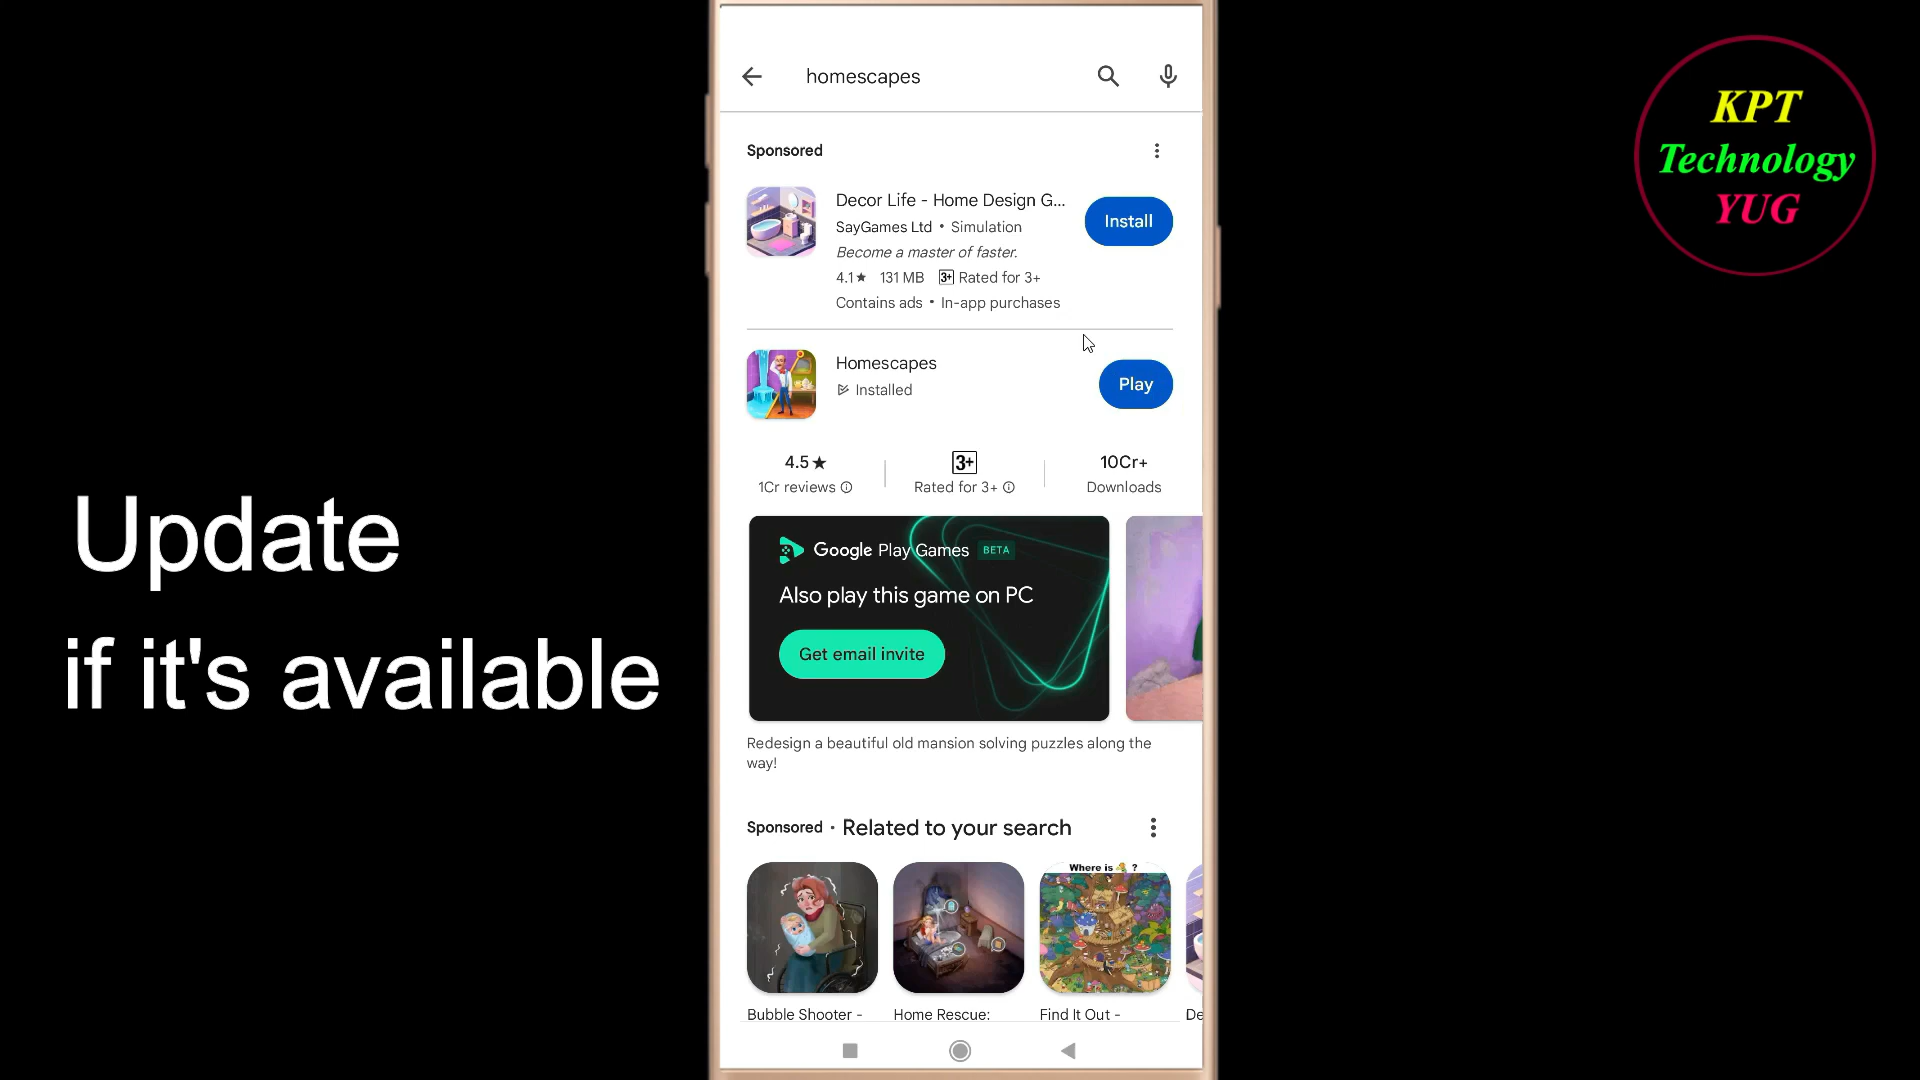 homescapes
Sponsored
Decor Life - Home Design G...
SayGames Ltd • Simulation
Become a master of faster.
4.1★ 131 MB 3+ Rated for 3+
Contains ads • In-app purchases
Install
Homescapes
Installed
Play
4.5★
1Cr reviews
3+
Rated for 3+
10Cr+
Downloads
Google Play Games BETA
Also play this game on PC
Get email invite
Redesign a beautiful old mansion solving puzzles along the
way!
Sponsored · Related to your search
Where is ?
Bubble Shooter -
Home Rescue:
Find It Out -
De
Update
if it's available
KPT
Technology
YUG